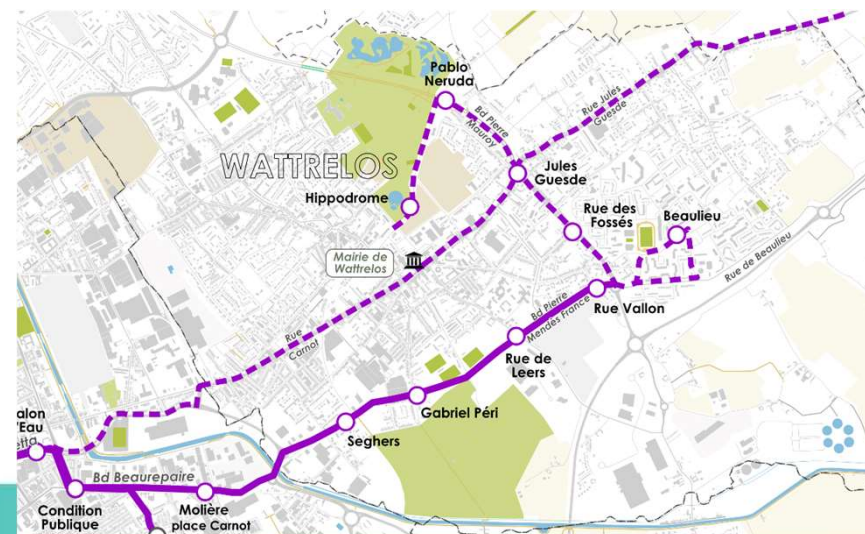 Pablo
Neruda
Bd Pierre
Mauroy
Rue Jules
Guesde
WATTRELOS
Jules
Guesde
Hippodrome
Rue des
Fossés
Beaulieu
Mairie de
Wattrelos
Rue de Beaulieu
Rue Vallon
Bd Pierre
Mendès France
Rue
Carnot
Rue de
Leers
Gabriel Péri
Seghers
alon
'Eau
etta
Bd Beaurepaire
Condition
Publique
Molière
place Carnot